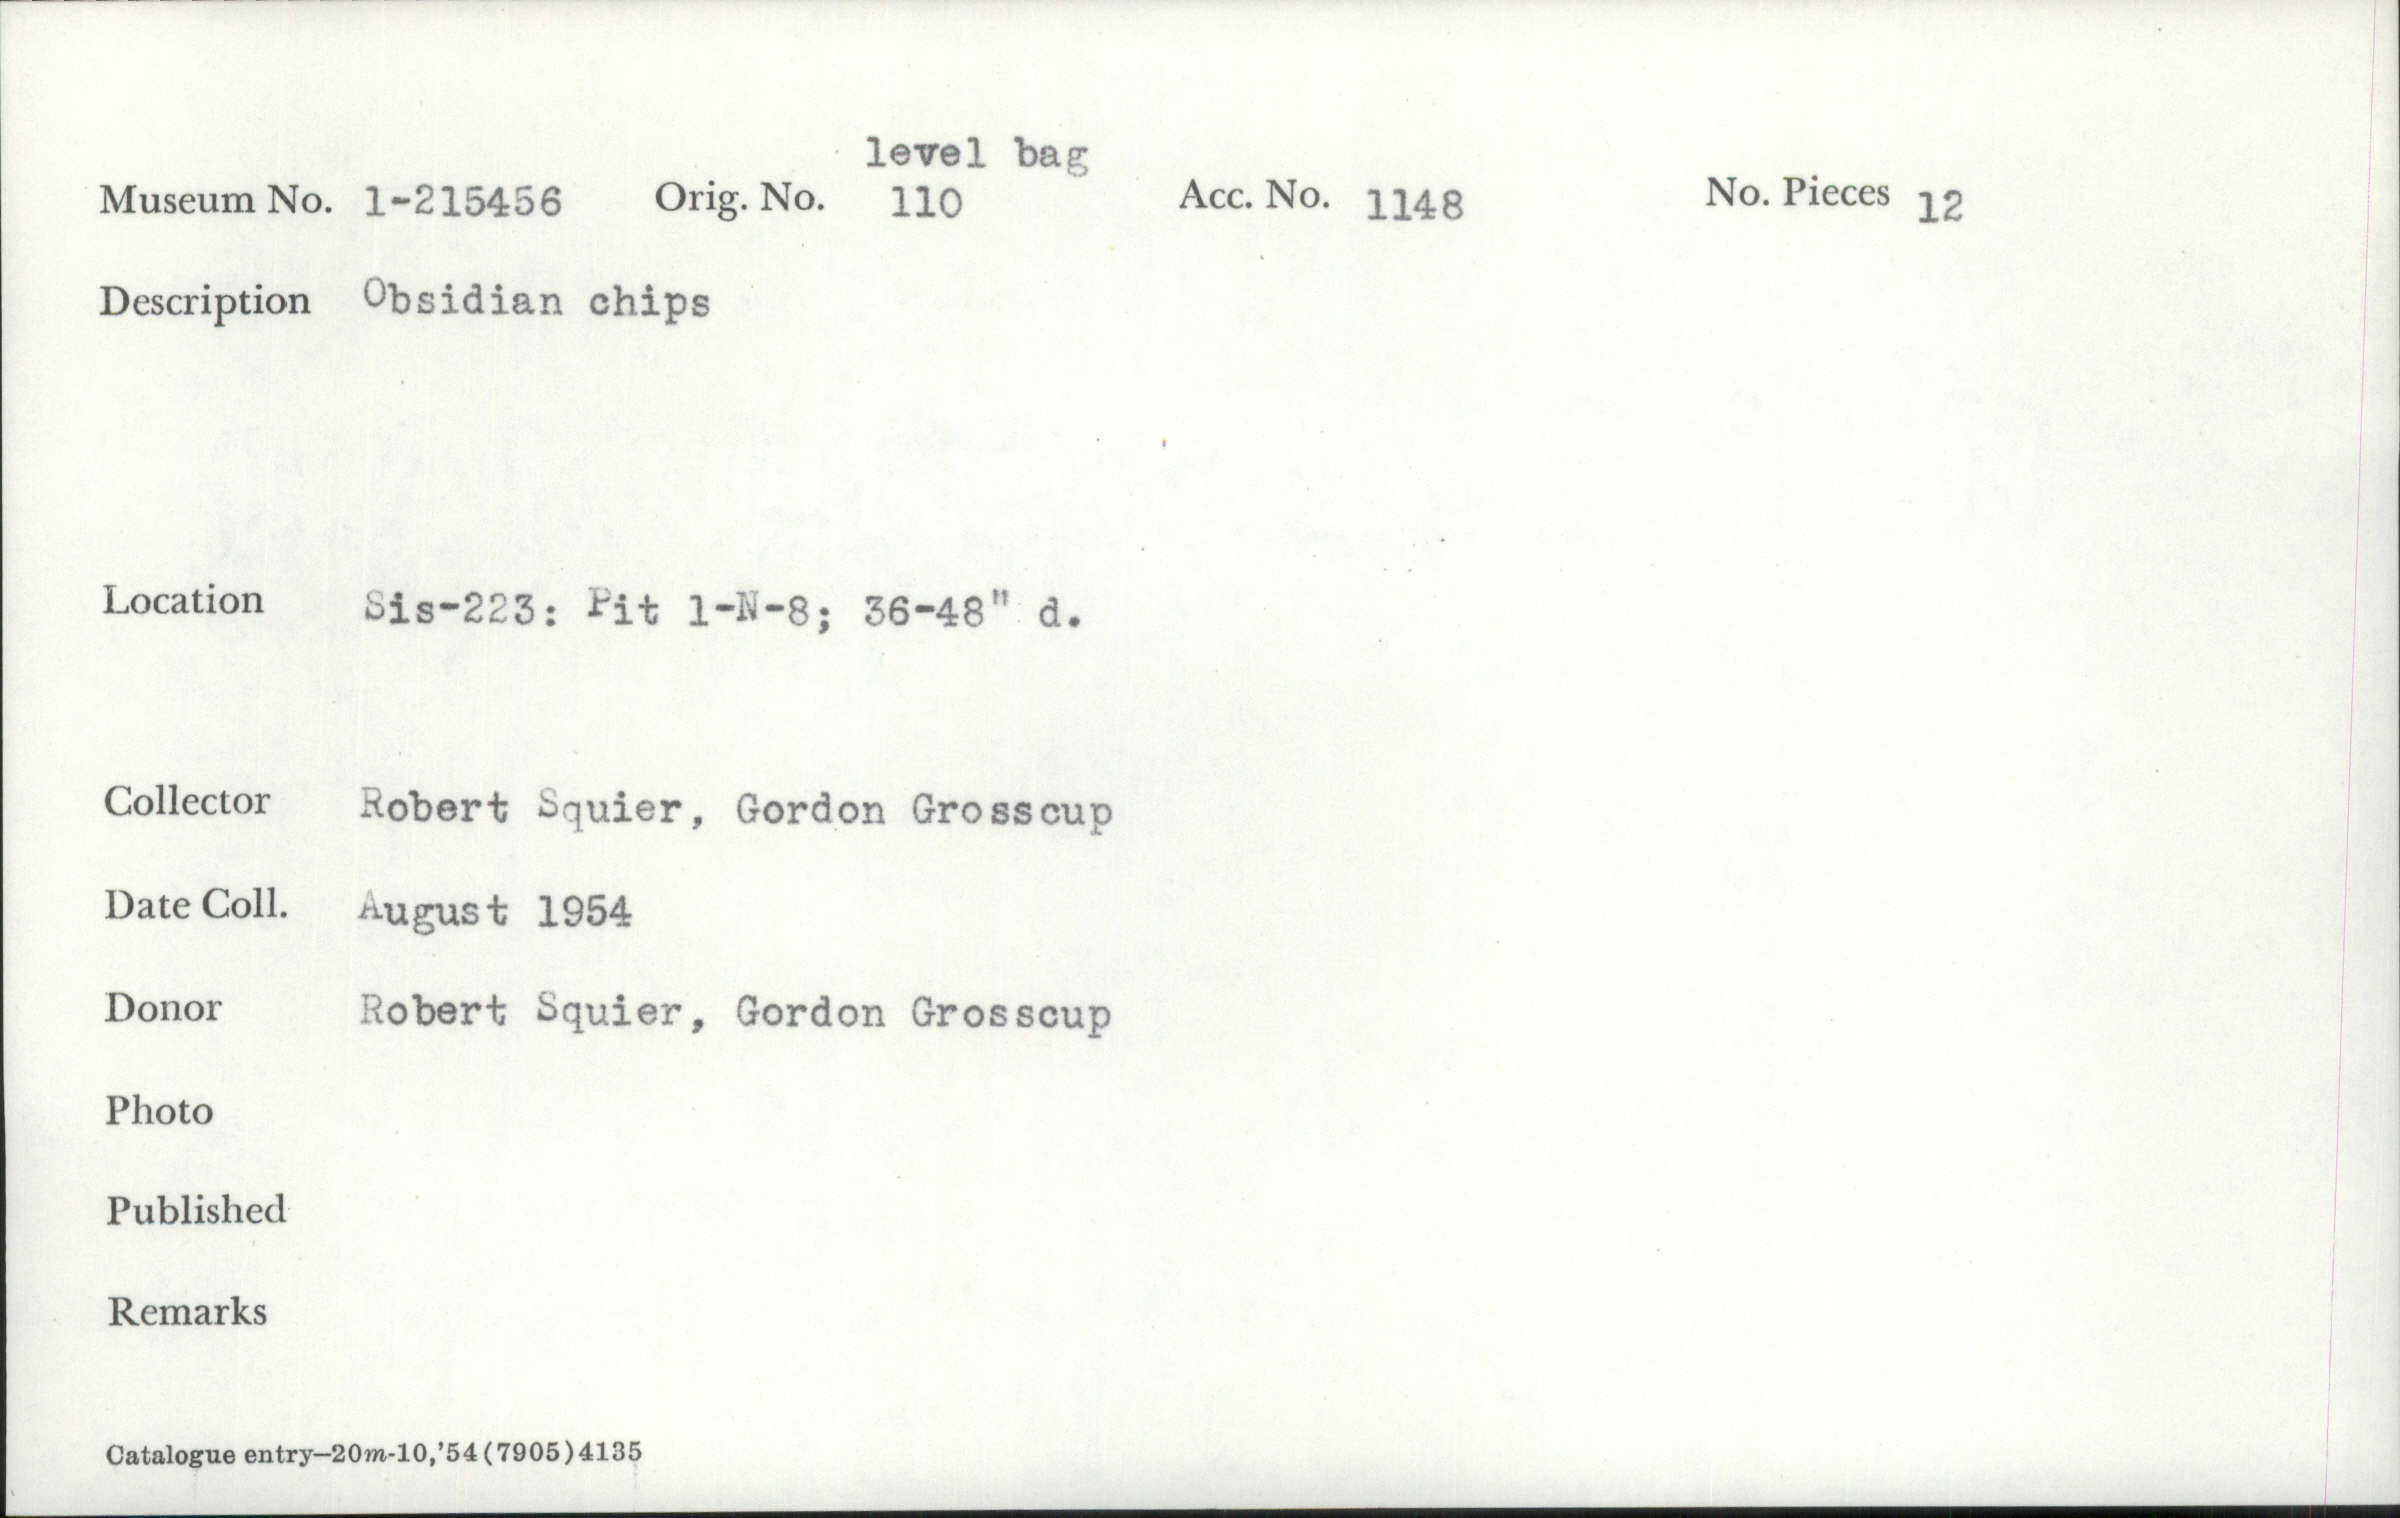 level bag
Museum No. 1-215456 Orig. No. 110 Acc. No. 1148 No. Pieces 12
Description Obsidian chips
Location Sis-223: Pit 1-N-8; 36-48" d.
Collector Robert Squier, Gordon Grosscup
Date Coll. August 1954
Donor Robert Squier, Gordon Grosscup
Photo
Published
Remarks
Catalogue entry—20m-10,'54(7905)4135